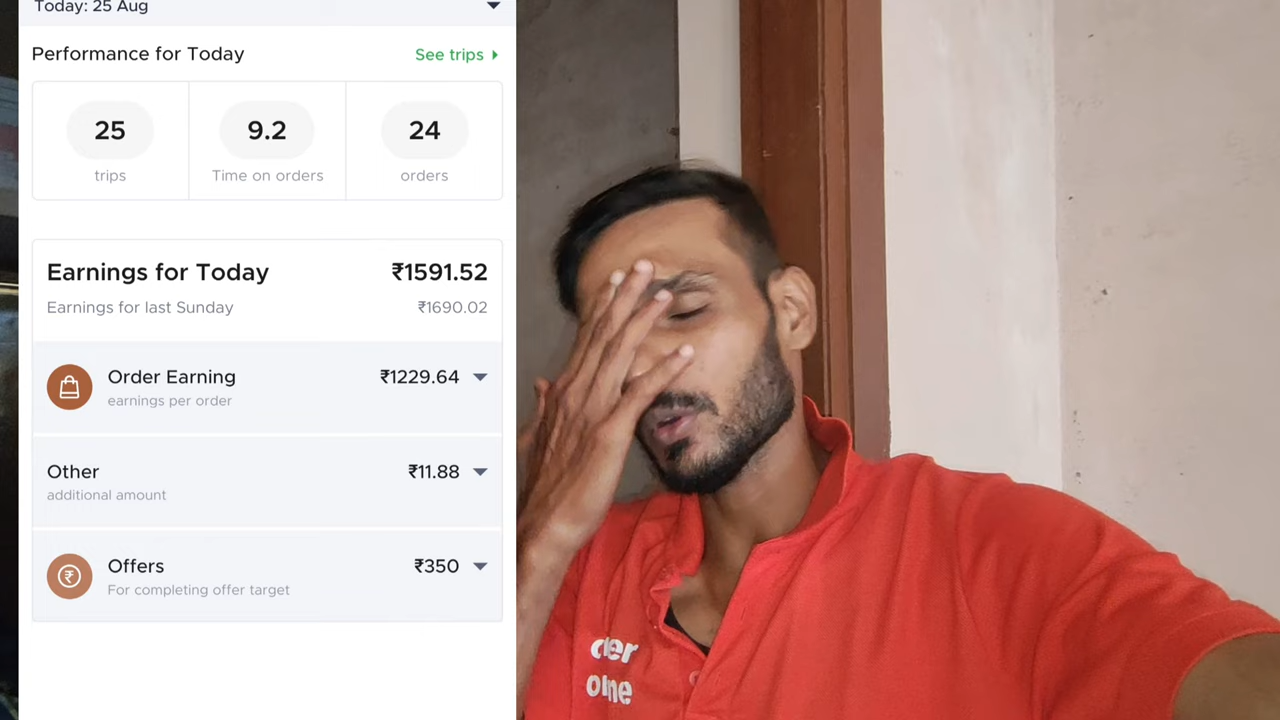 Today: 25 Aug
Performance for Today
See trips
25
9.2
24
trips
Time on orders
orders
Earnings for Today
₹1591.52
Earnings for last Sunday
₹1690.02
Order Earning
₹1229.64
earnings per order
Other
₹11.88
additional amount
Offers
₹350
For completing offer target